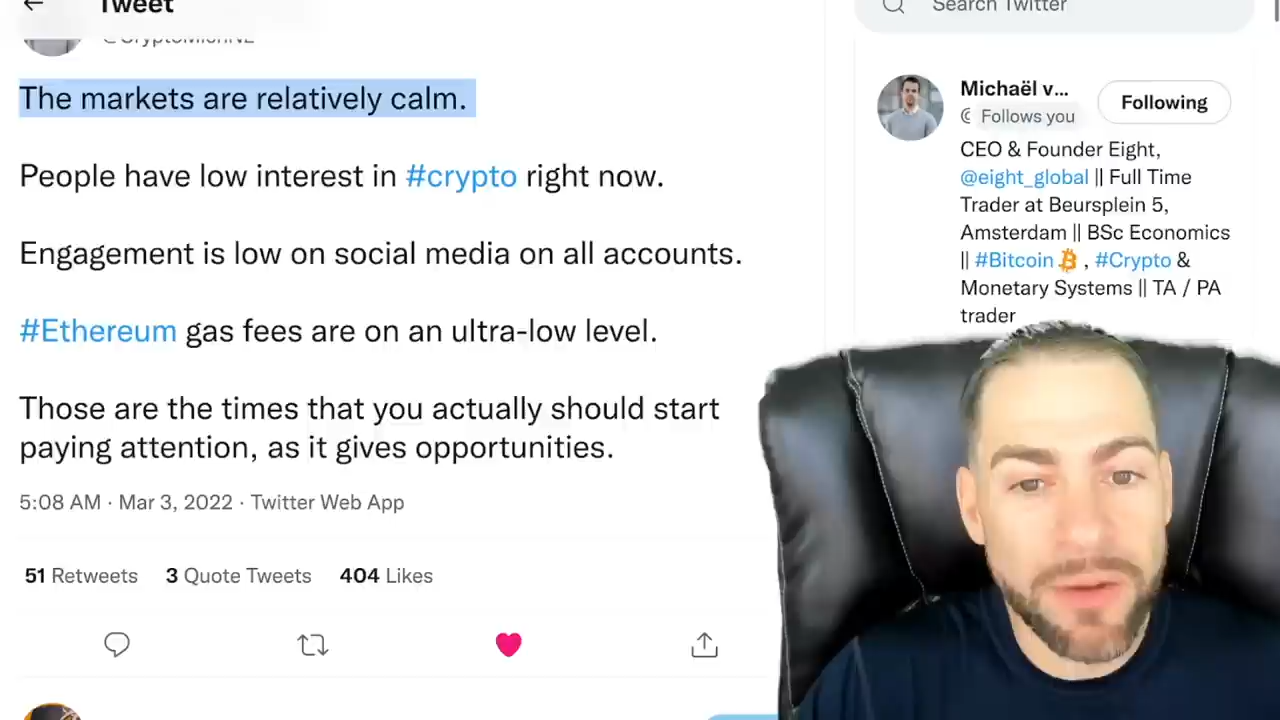 Tweet
Search Twitter
@CryptoMichNL
The markets are relatively calm.
People have low interest in #crypto right now.
Engagement is low on social media on all accounts.
#Ethereum gas fees are on an ultra-low level.
Those are the times that you actually should start
paying attention, as it gives opportunities.
5:08 AM · Mar 3, 2022 · Twitter Web App
51 Retweets 3 Quote Tweets 404 Likes
Michaël v...
Following
Follows you
CEO & Founder Eight,
@eight_global || Full Time
Trader at Beursplein 5,
Amsterdam || BSc Economics
|| #Bitcoin , #Crypto &
Monetary Systems || TA / PA
trader